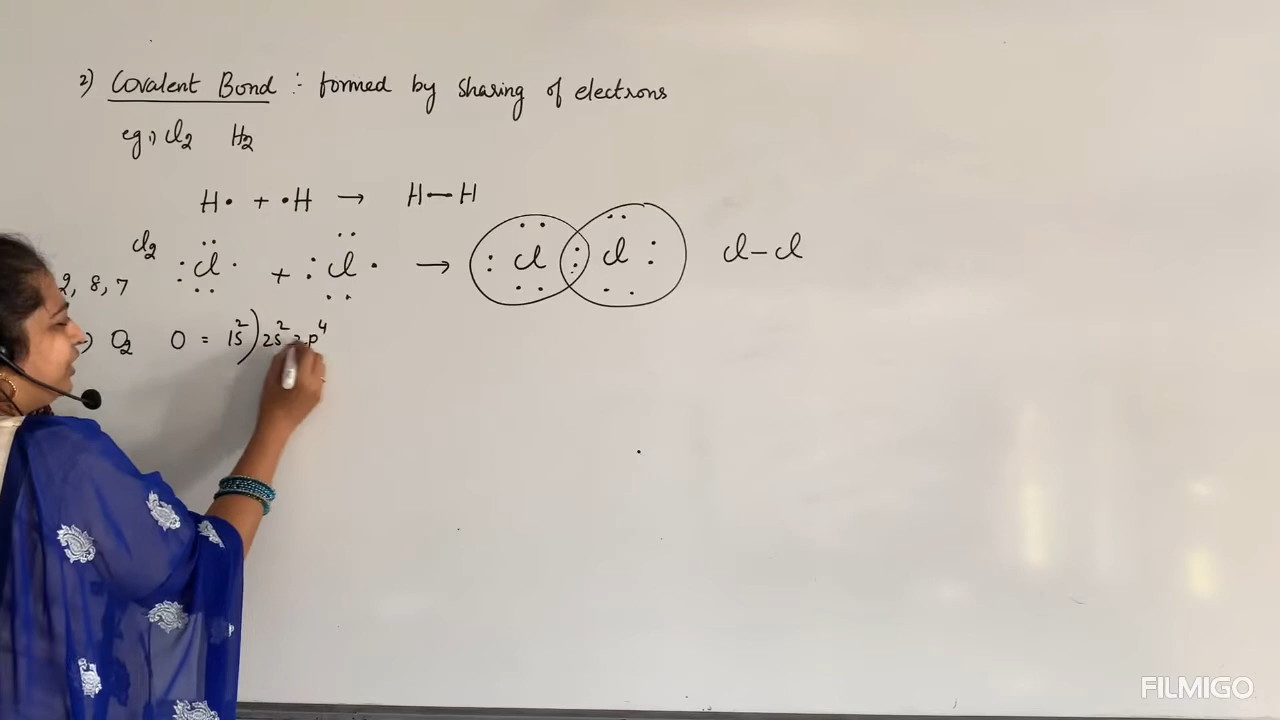 2) Covalent Bond :- formed by sharing of electrons
eg:) Cl2 H2
H• + •H → H—H
Cl2 Cl + Cl → Cl Cl Cl–Cl
2, 8, 7
) O2 O = 1s²) 2s² 2p⁴
FILMIGO